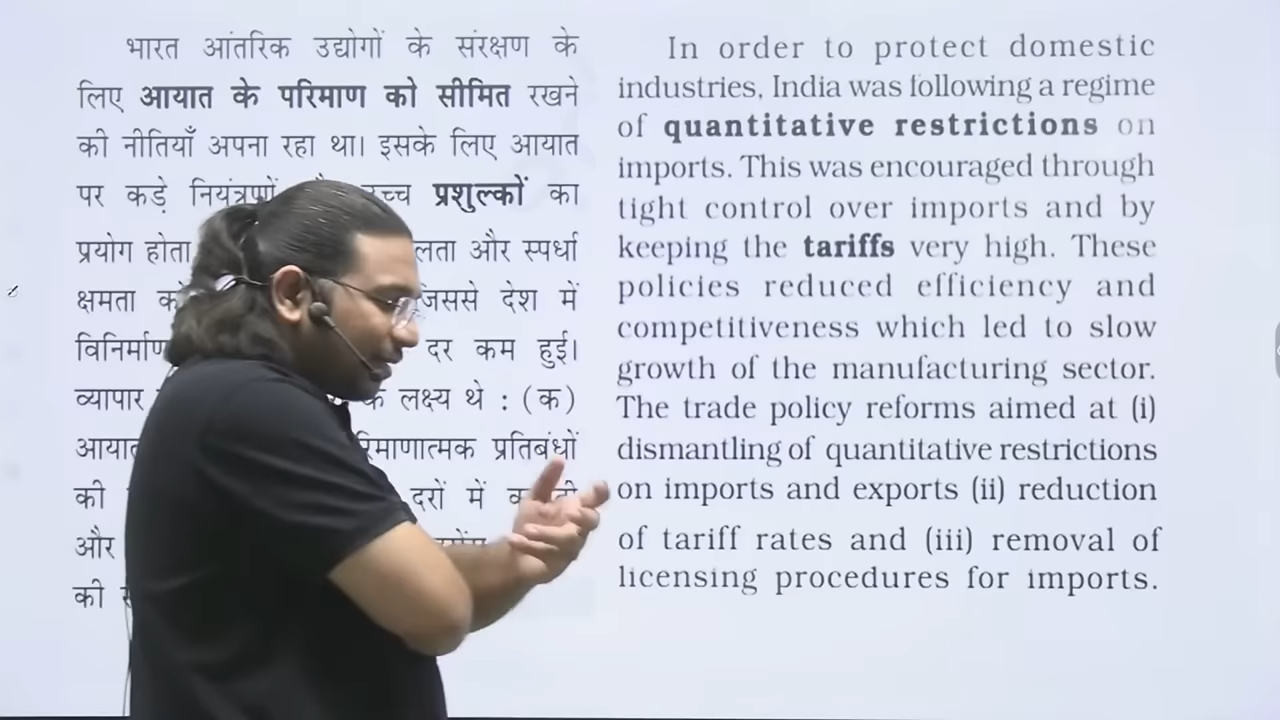 भारत आंतरिक उद्योगों के संरक्षण के
लिए आयात के परिमाण को सीमित रखने
की नीतियाँ अपना रहा था। इसके लिए आयात
पर कड़े नियंत्रणों प्रशुल्कों का
प्रयोग होता और स्पर्धा
क्षमता जिससे देश में
विनिर्माण दर कम हुई।
व्यापार लक्ष्य थे : (क)
प्रतिबंधों
की दरों में
और
की
In order to protect domestic
industries, India was following a regime
of quantitative restrictions on
imports. This was encouraged through
tight control over imports and by
keeping the tariffs very high. These
policies reduced efficiency and
competitiveness which led to slow
growth of the manufacturing sector.
The trade policy reforms aimed at (i)
dismantling of quantitative restrictions
on imports and exports (ii) reduction
of tariff rates and (iii) removal of
licensing procedures for imports.